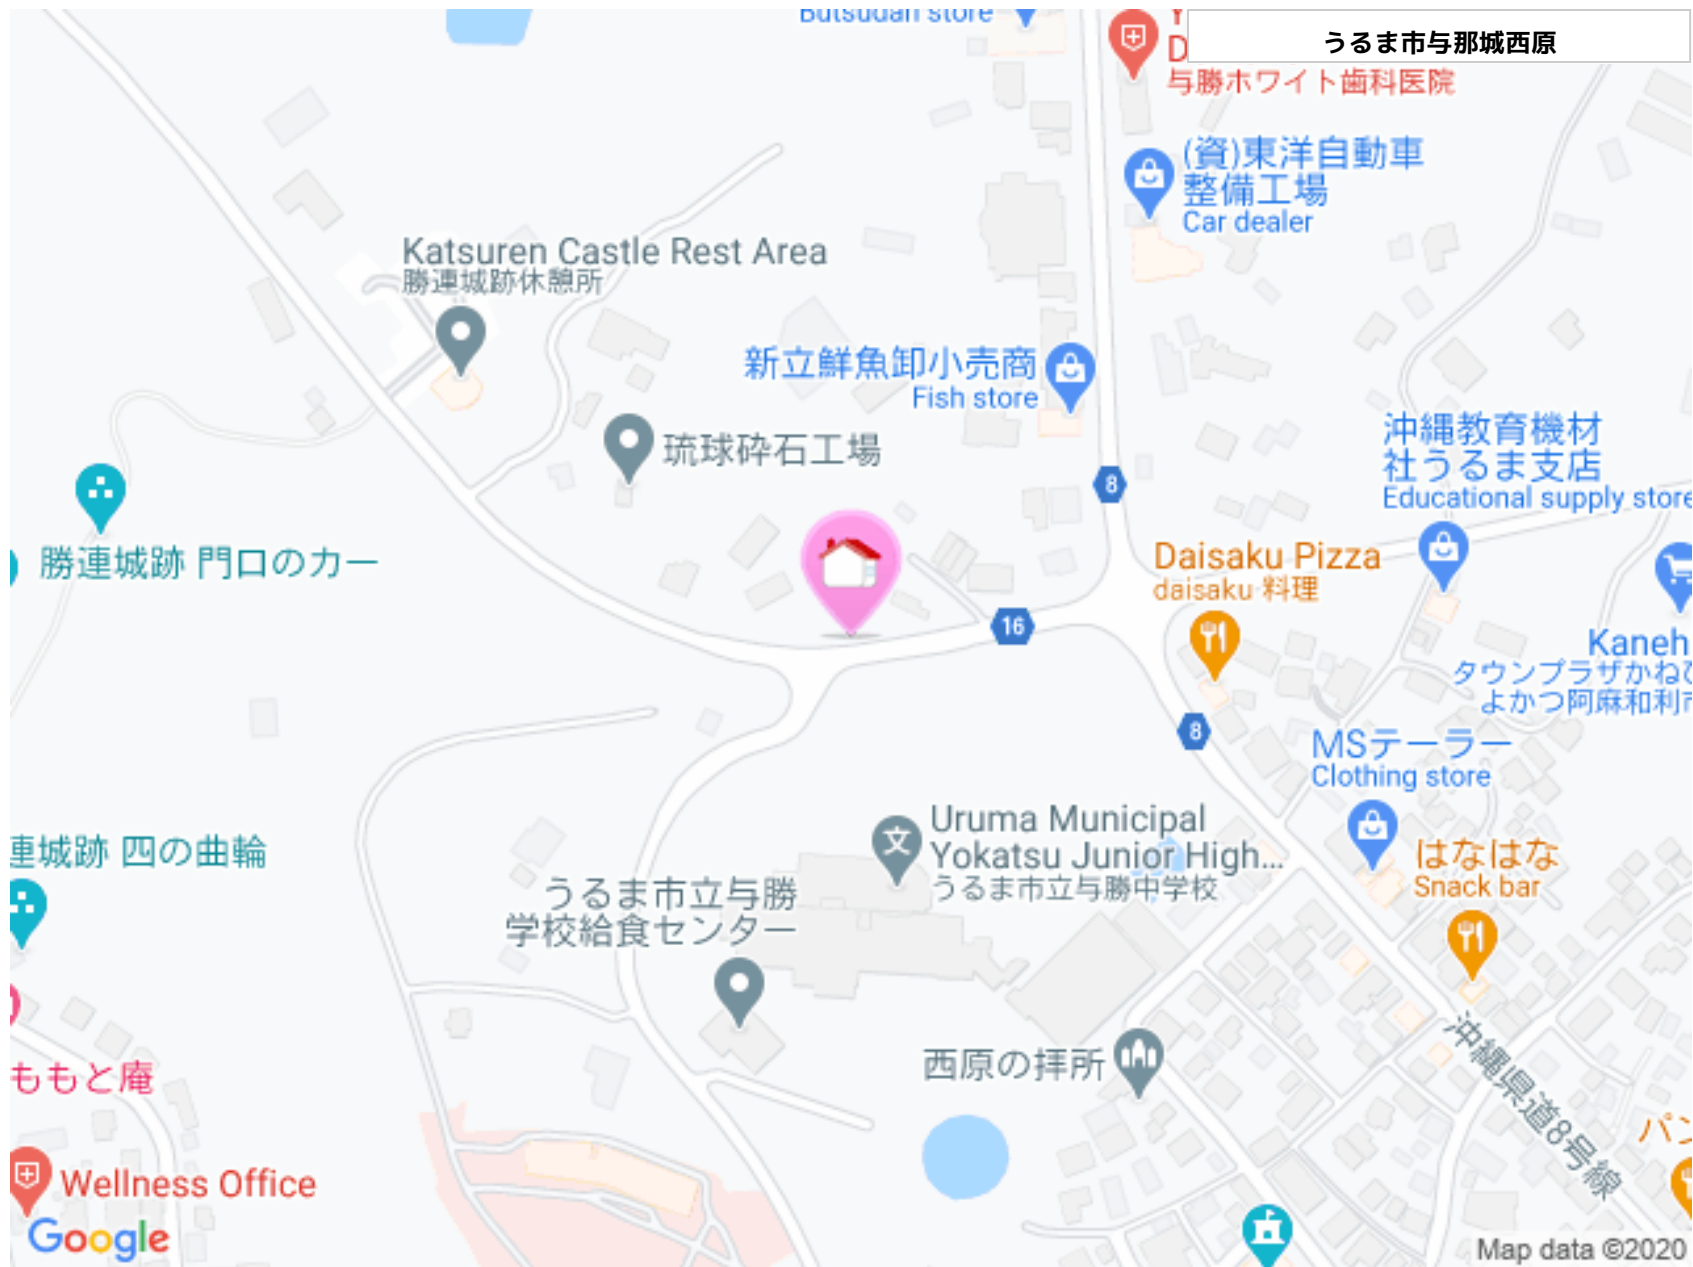 Butsudan store
うるま市与那城西原
与勝ホワイト歯科医院
(資)東洋自動車
整備工場
Car dealer
Katsuren Castle Rest Area
勝連城跡休憩所
新立鮮魚卸小売商
Fish store
琉球砕石工場
沖縄教育機材
社うるま支店
Educational supply store
8
勝連城跡 門口のカー
Daisaku Pizza
daisaku 料理
16
Kaneh
タウンプラザかねひ
よかつ阿麻和利市
8
MSテーラー
Clothing store
Uruma Municipal
Yokatsu Junior High...
うるま市立与勝中学校
はなはな
Snack bar
連城跡 四の曲輪
うるま市立与勝
学校給食センター
西原の拝所
沖縄県道8号線
ももと庵
パン
Wellness Office
Google
Map data ©2020